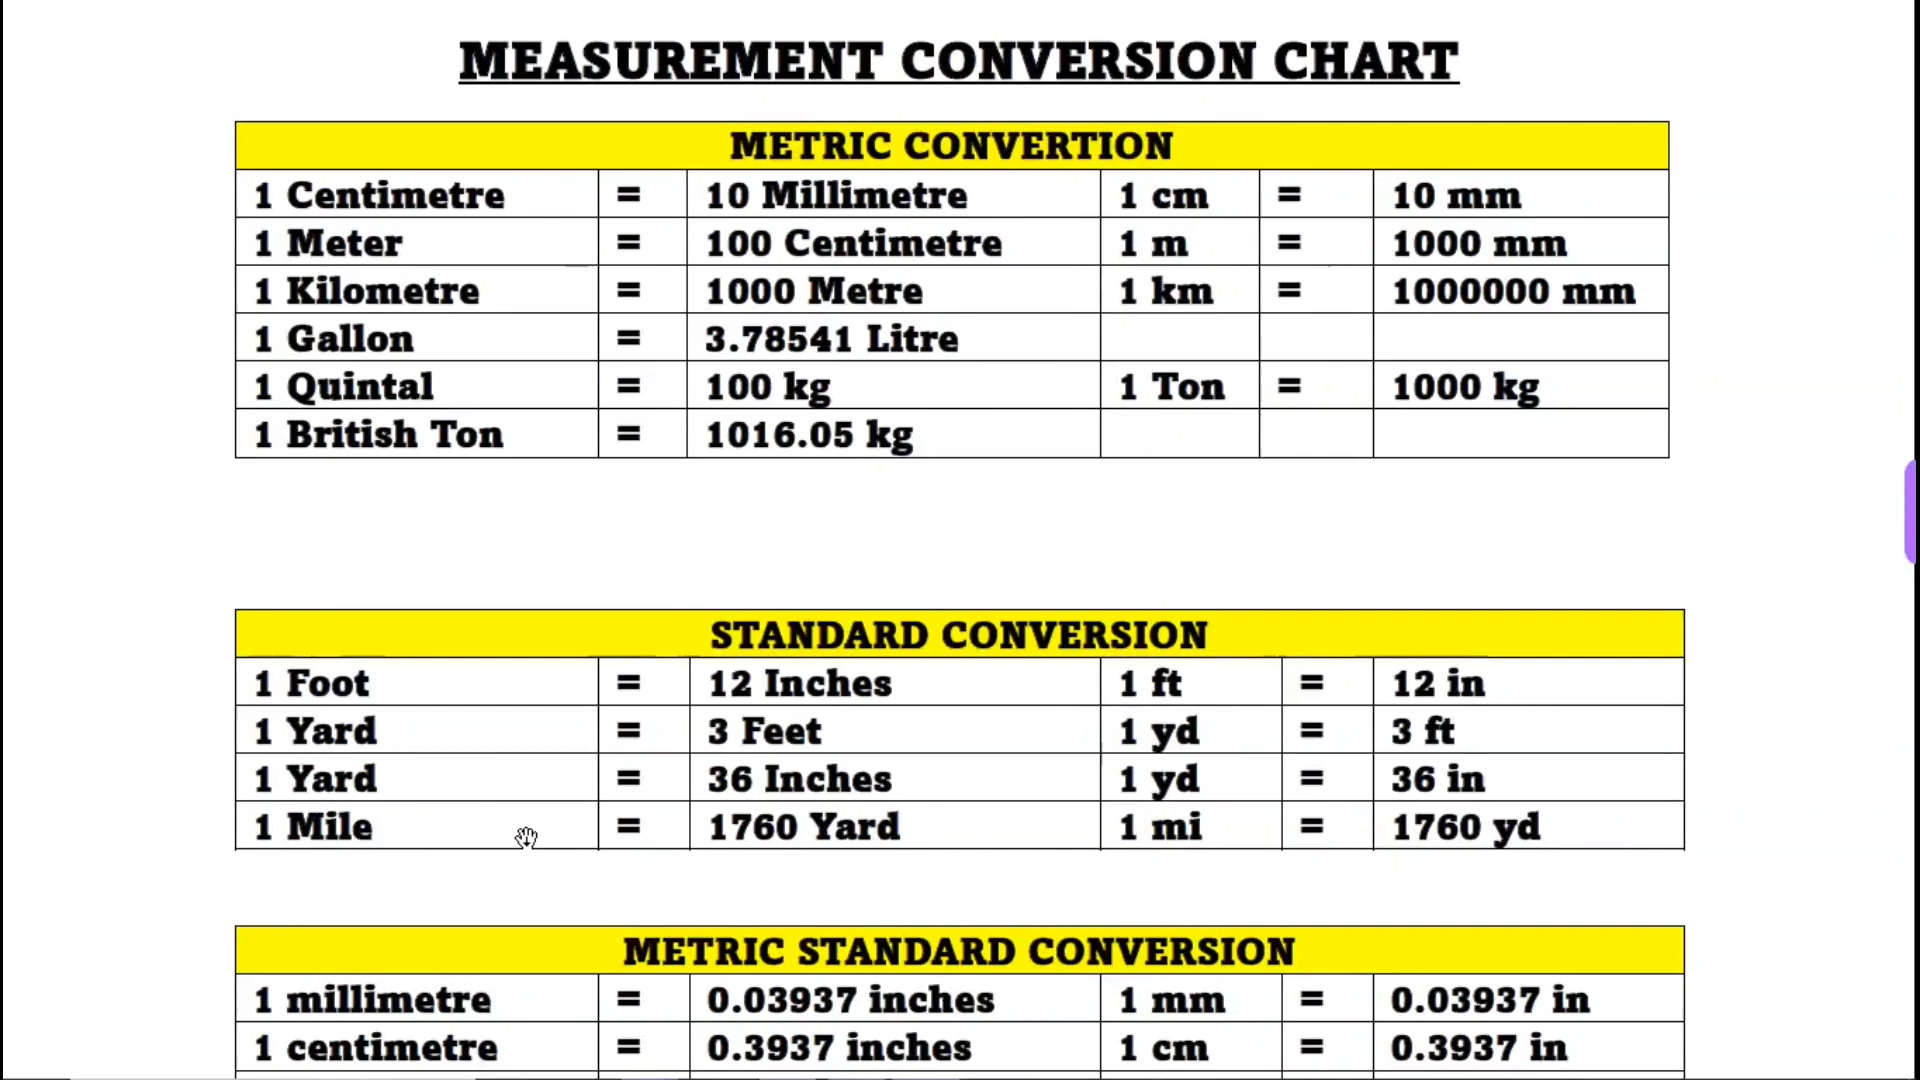 MEASUREMENT CONVERSION CHART
METRIC CONVERTION
1 Centimetre = 10 Millimetre 1 cm = 10 mm
1 Meter = 100 Centimetre 1 m = 1000 mm
1 Kilometre = 1000 Metre 1 km = 1000000 mm
1 Gallon = 3.78541 Litre
1 Quintal = 100 kg 1 Ton = 1000 kg
1 British Ton = 1016.05 kg
STANDARD CONVERSION
1 Foot = 12 Inches 1 ft = 12 in
1 Yard = 3 Feet 1 yd = 3 ft
1 Yard = 36 Inches 1 yd = 36 in
1 Mile = 1760 Yard 1 mi = 1760 yd
METRIC STANDARD CONVERSION
1 millimetre = 0.03937 inches 1 mm = 0.03937 in
1 centimetre = 0.3937 inches 1 cm = 0.3937 in